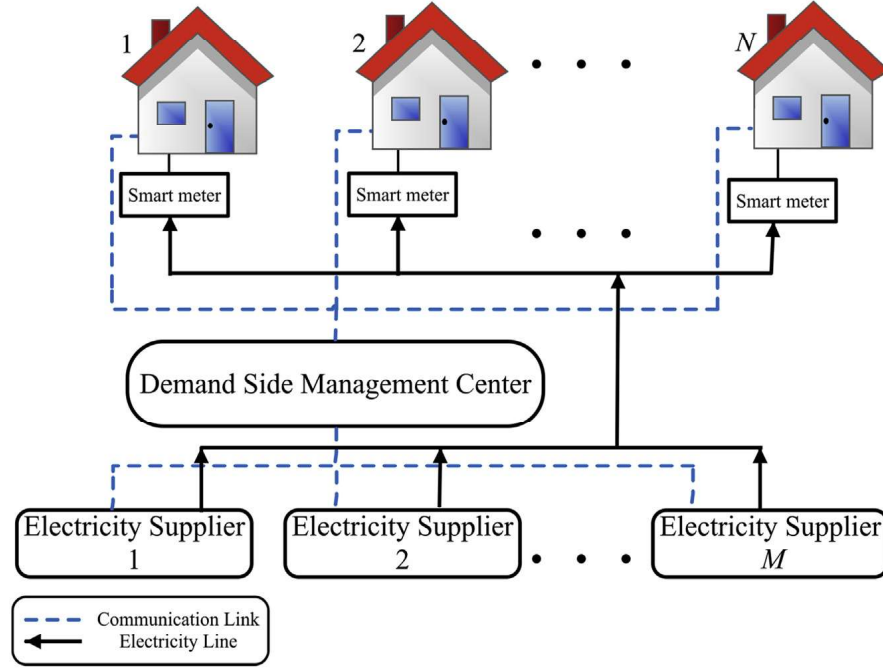 1
2
N
Smart meter
Smart meter
Smart meter
Demand Side Management Center
Electricity Supplier
1
Electricity Supplier
2
Electricity Supplier
M
Communication Link
Electricity Line